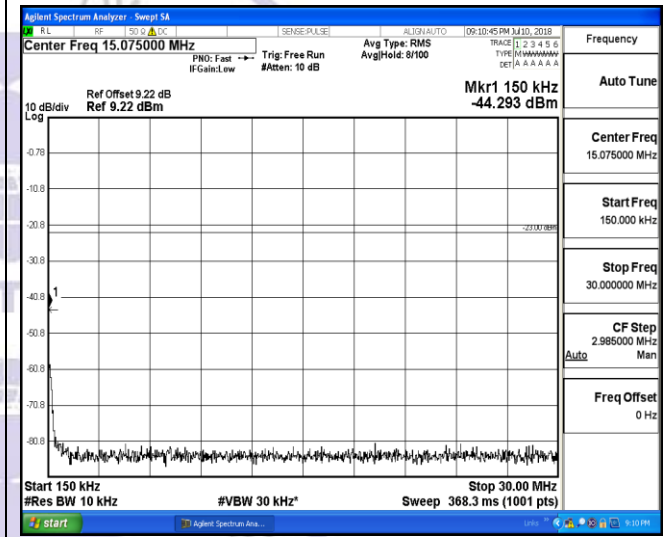 Agilent Spectrum Analyzer - Swept SA
RL RF 50 Ω DC SENSE:PULSE ALIGNAUTO 09:10:45 PM Jul 10, 2018
Center Freq 15.075000 MHz
PNO: Fast
IFGain:Low
Trig: Free Run
#Atten: 10 dB
Avg Type: RMS
Avg|Hold: 8/100
TRACE 1 2 3 4 5 6
TYPE MWWWWW
DET A A A A A A
Ref Offset 9.22 dB
10 dB/div Ref 9.22 dBm
Log
Mkr1 150 kHz
-44.293 dBm
-0.78
-10.8
-20.8
-30.8
-40.8
-50.8
-60.8
-70.8
-80.8
-23.00 dBm
1
Start 150 kHz
Stop 30.00 MHz
#Res BW 10 kHz #VBW 30 kHz* Sweep 368.3 ms (1001 pts)
Frequency
Auto Tune
Center Freq
15.075000 MHz
Start Freq
150.000 kHz
Stop Freq
30.000000 MHz
CF Step
2.985000 MHz
Auto Man
Freq Offset
0 Hz
start Agilent Spectrum Ana... Links » 9:10 PM